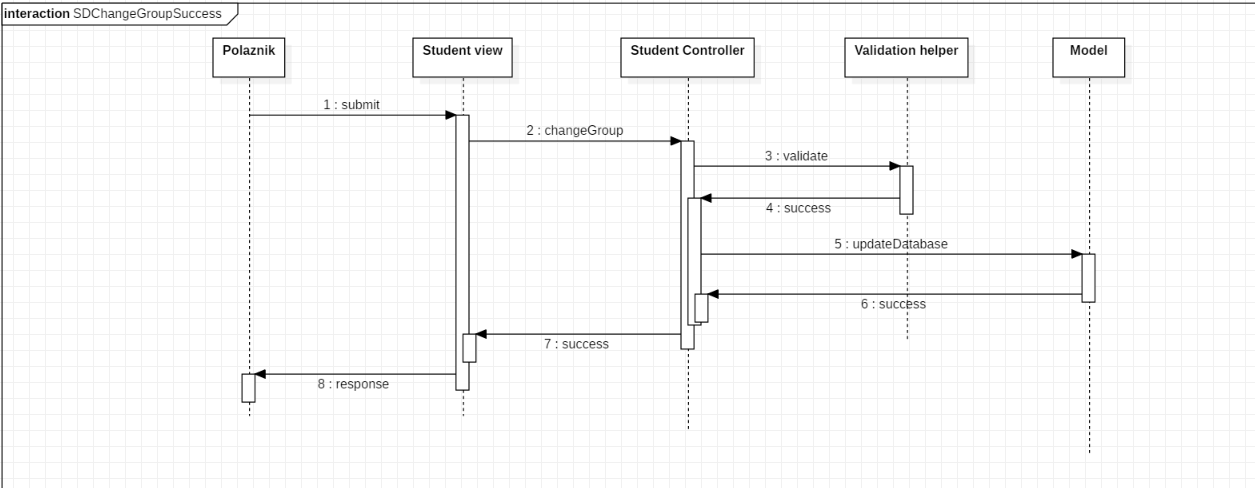 interaction SDChangeGroupSuccess
Polaznik
Student view
Student Controller
Validation helper
Model
1 : submit
2 : changeGroup
3 : validate
4 : success
5 : updateDatabase
6 : success
7 : success
8 : response